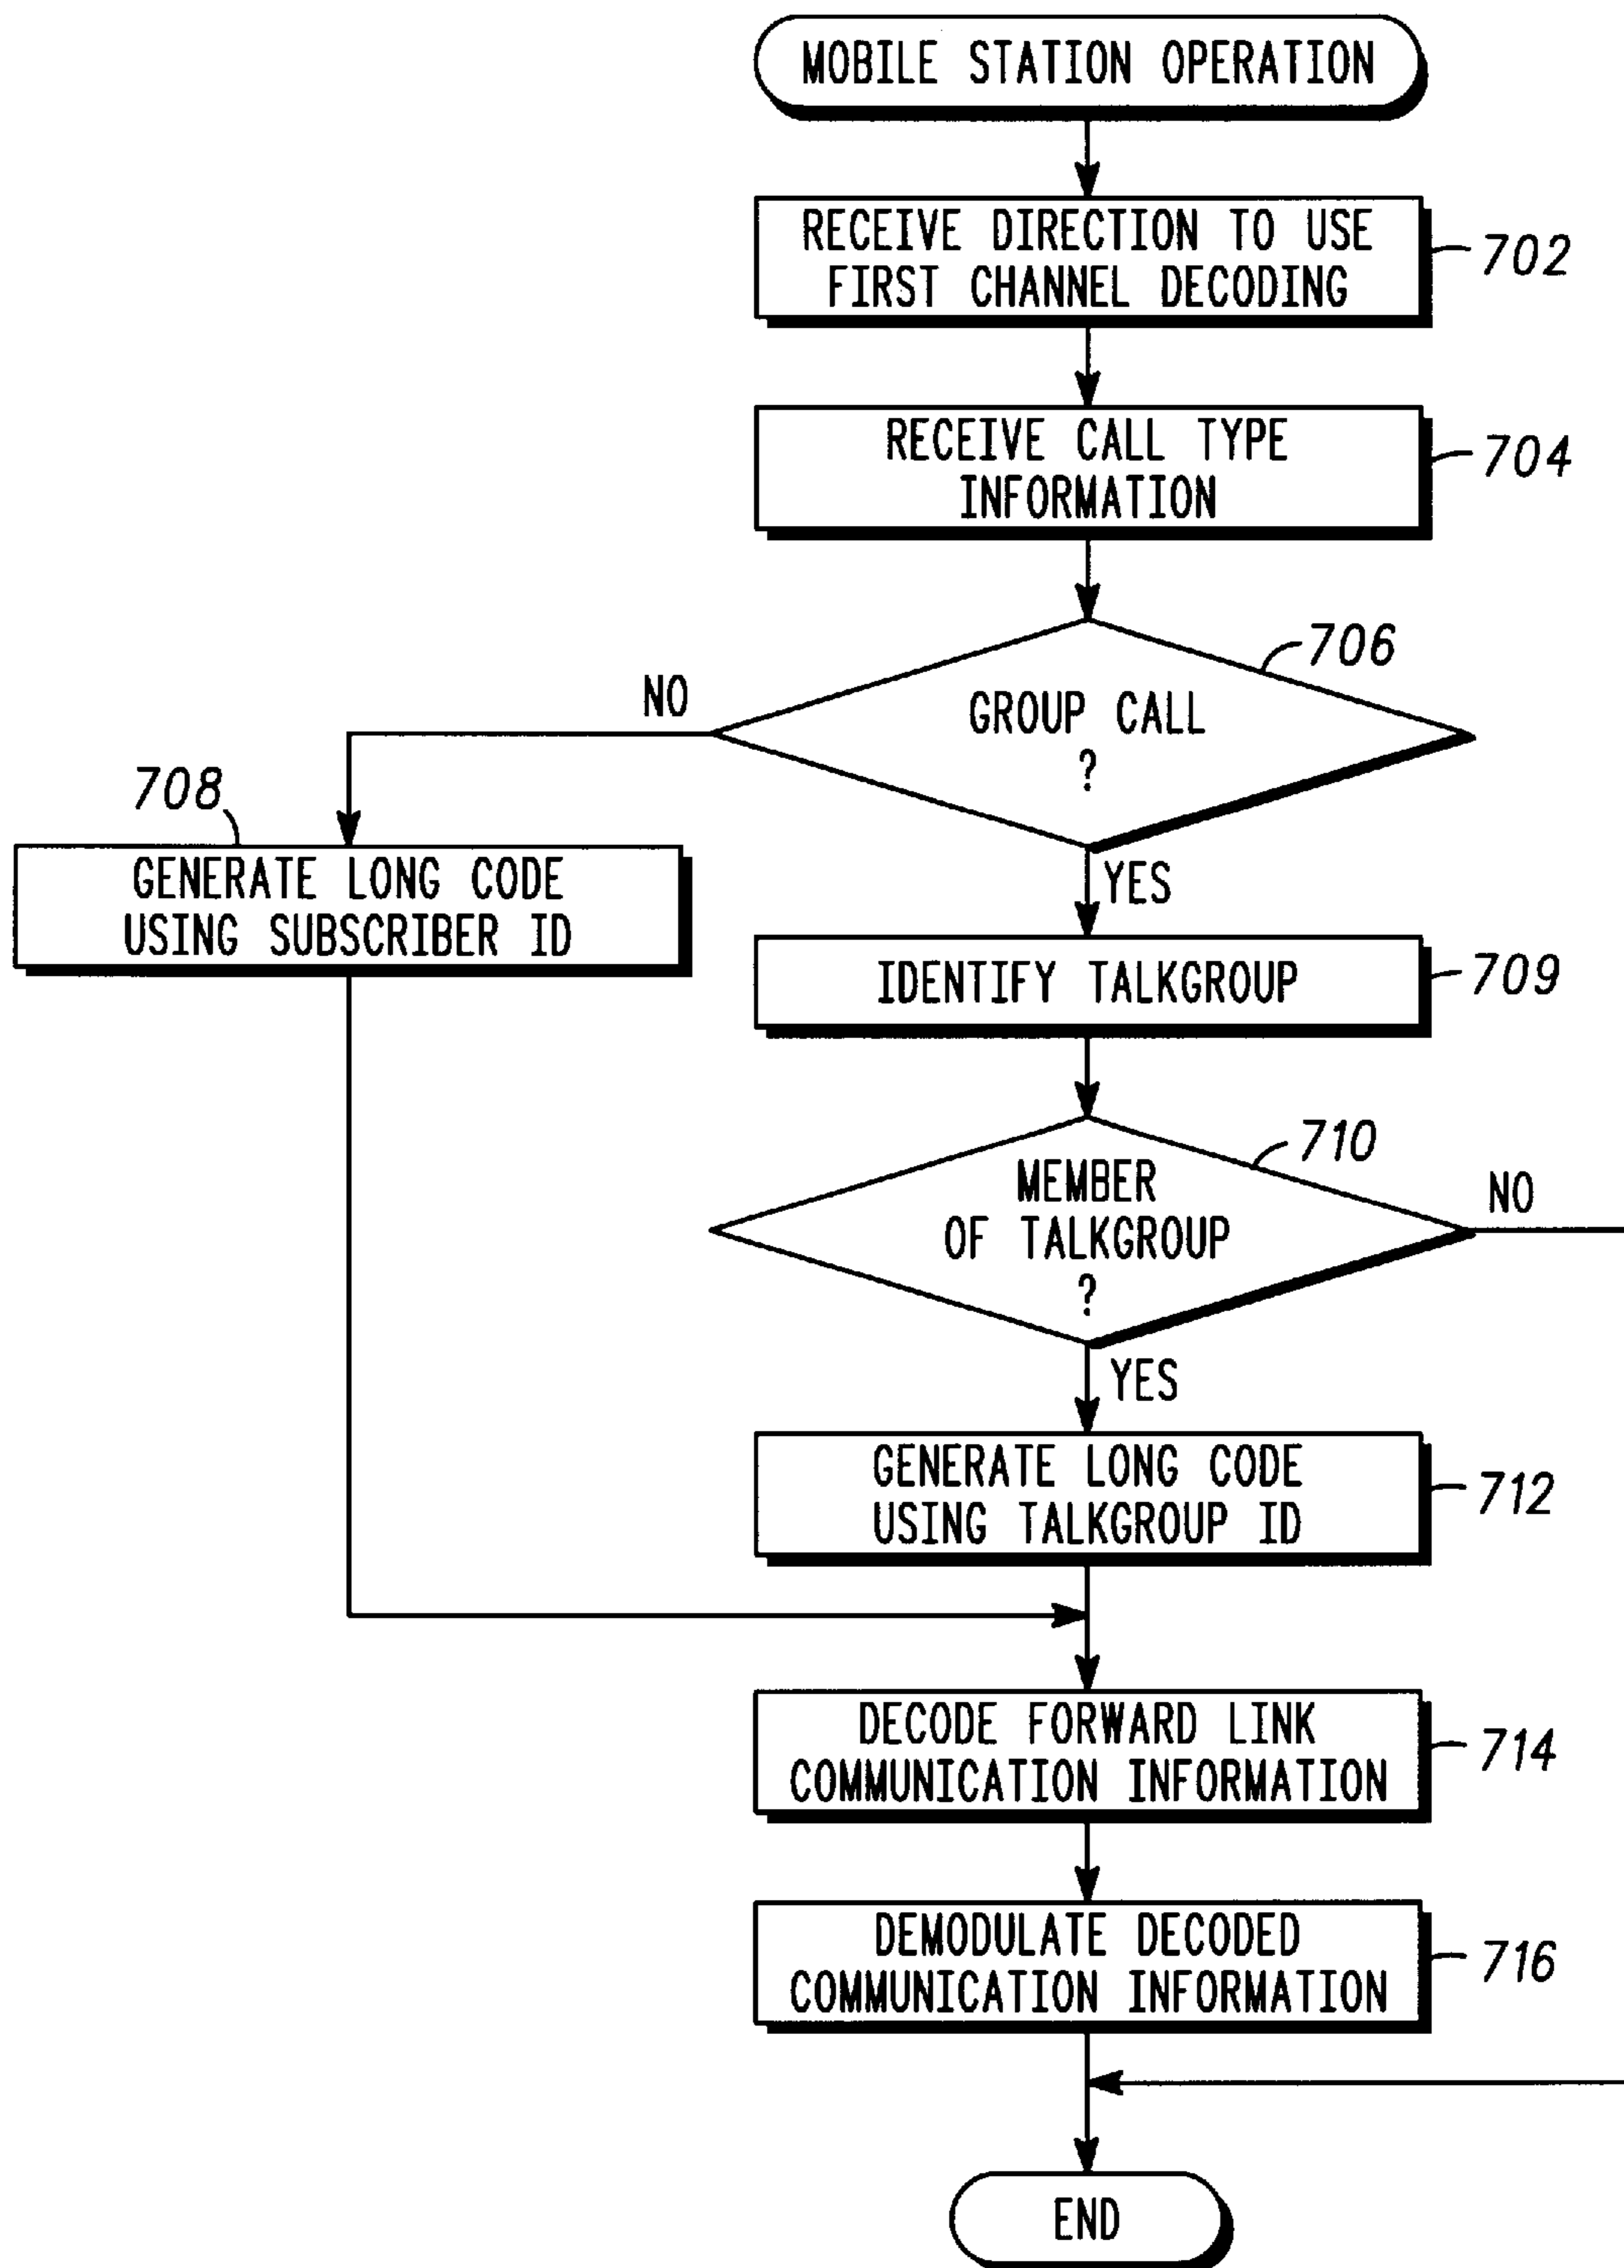 MOBILE STATION OPERATION
RECEIVE DIRECTION TO USE
FIRST CHANNEL DECODING
702
RECEIVE CALL TYPE
INFORMATION
704
706
GROUP CALL
?
NO
YES
708
GENERATE LONG CODE
USING SUBSCRIBER ID
IDENTIFY TALKGROUP
709
710
MEMBER
OF TALKGROUP
?
NO
YES
GENERATE LONG CODE
USING TALKGROUP ID
712
DECODE FORWARD LINK
COMMUNICATION INFORMATION
714
DEMODULATE DECODED
COMMUNICATION INFORMATION
716
END